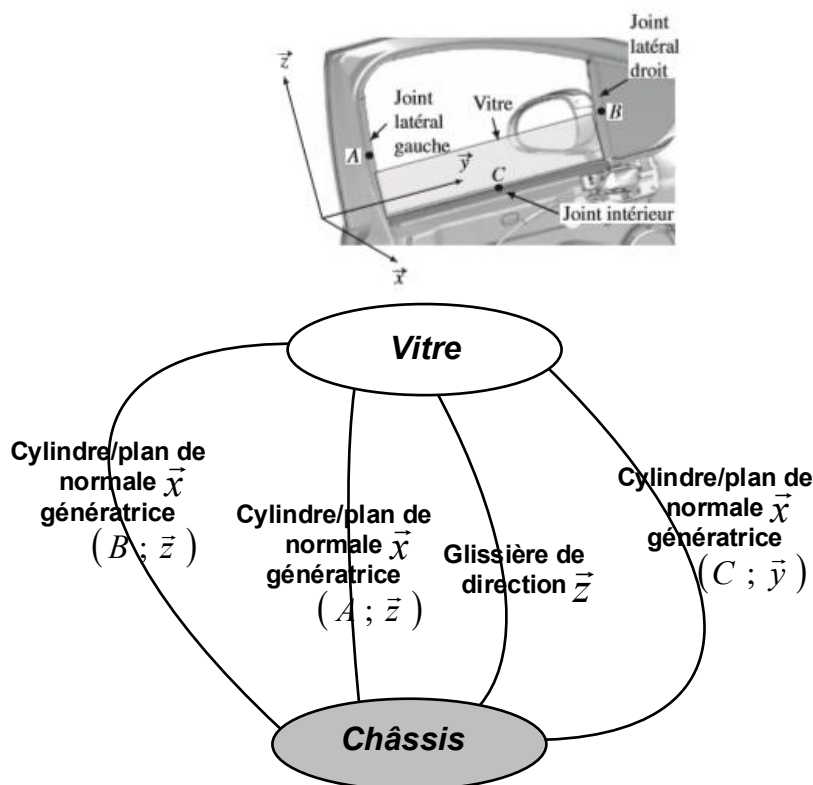 Joint
latéral
droit
z⃗
Joint
latéral
gauche
Vitre
B
A
y⃗
C
Joint intérieur
x⃗
Vitre
Cylindre/plan de
normale x⃗
génératrice
( B ; z⃗ )
Cylindre/plan de
normale x⃗
génératrice
( A ; z⃗ )
Glissière de
direction z⃗
Cylindre/plan de
normale x⃗
génératrice
( C ; y⃗ )
Châssis